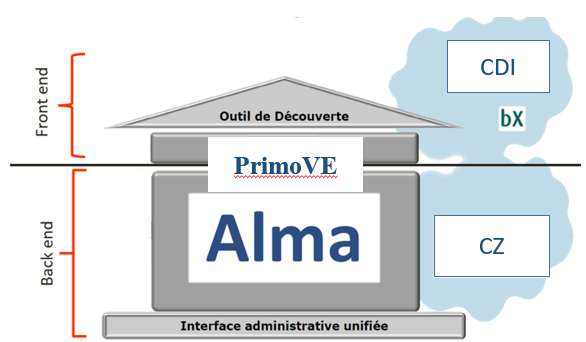 Front end
CDI
Outil de Découverte
bX
PrimoVE
Back end
Alma
CZ
Interface administrative unifiée